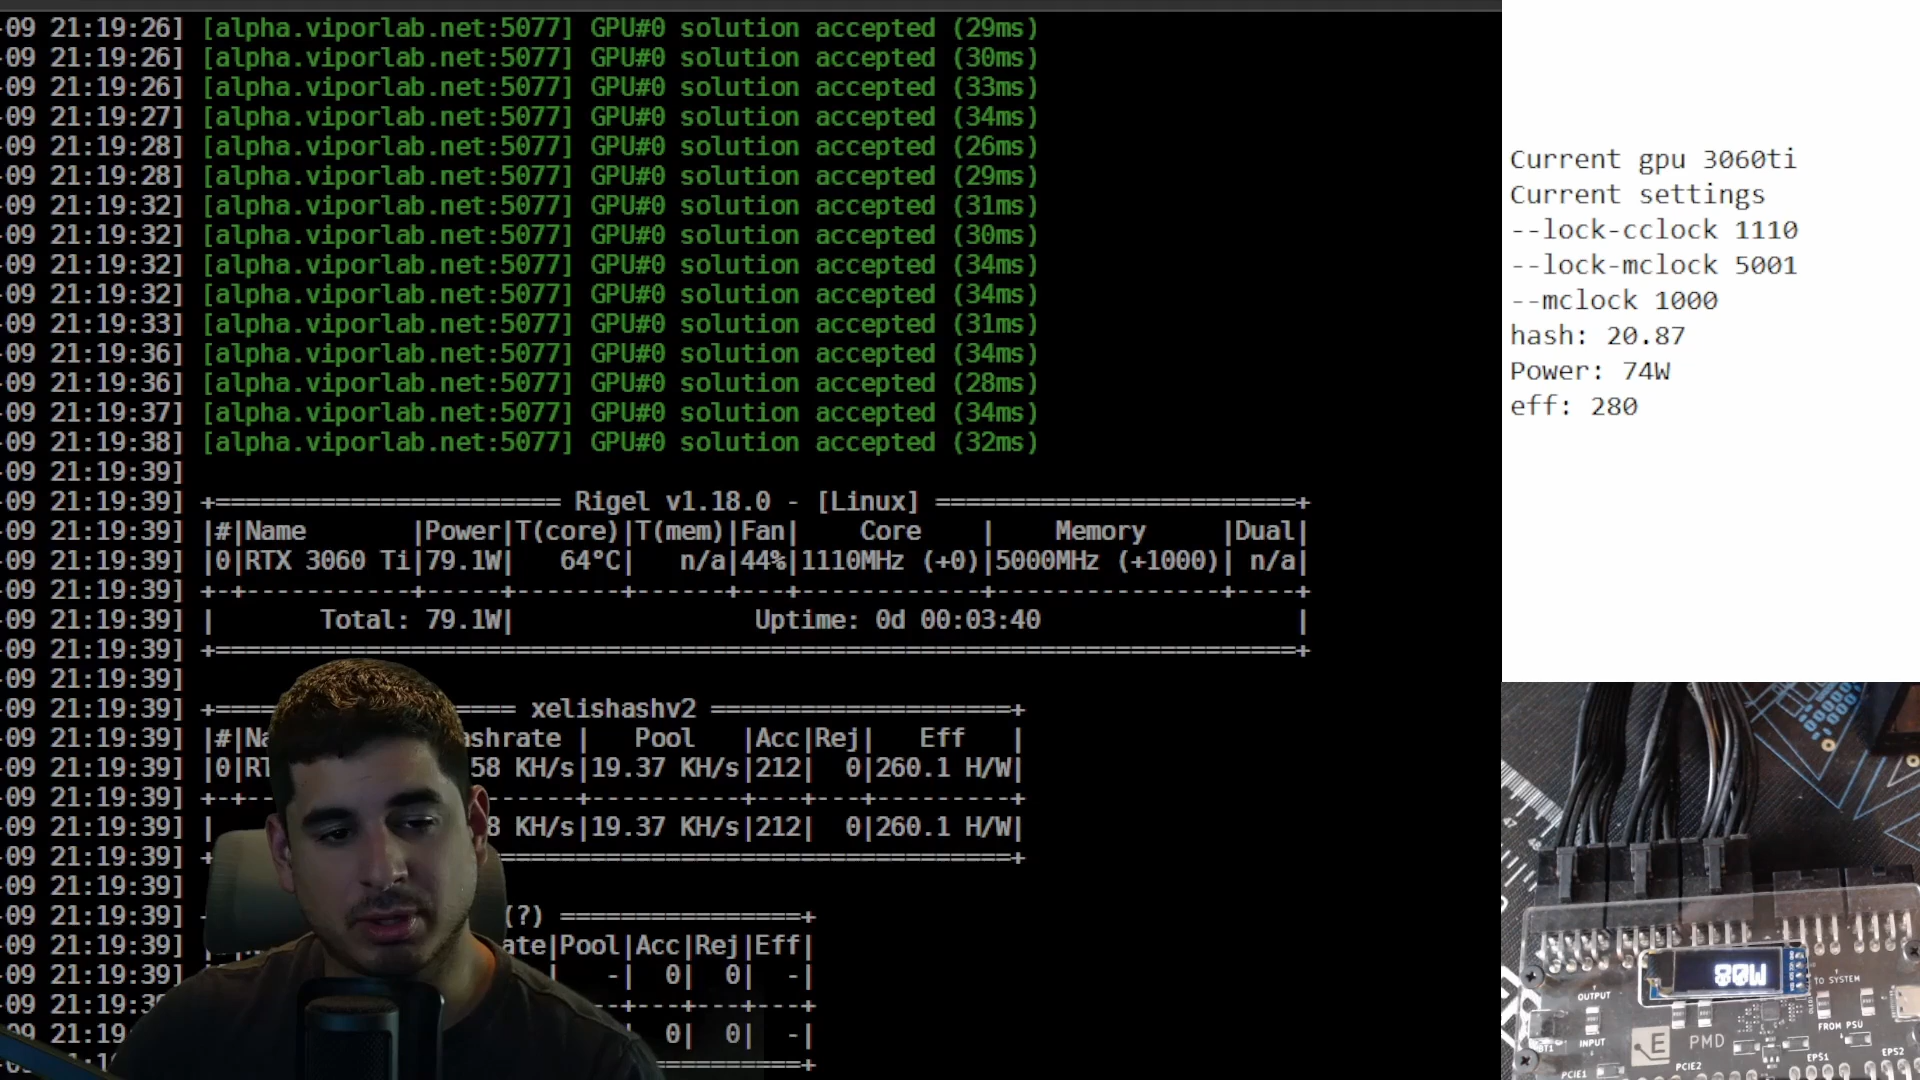 -09 21:19:26] [alpha.viporlab.net:5077] GPU#0 solution accepted (29ms)
-09 21:19:26] [alpha.viporlab.net:5077] GPU#0 solution accepted (30ms)
-09 21:19:26] [alpha.viporlab.net:5077] GPU#0 solution accepted (33ms)
-09 21:19:27] [alpha.viporlab.net:5077] GPU#0 solution accepted (34ms)
-09 21:19:28] [alpha.viporlab.net:5077] GPU#0 solution accepted (26ms)
-09 21:19:28] [alpha.viporlab.net:5077] GPU#0 solution accepted (29ms)
-09 21:19:32] [alpha.viporlab.net:5077] GPU#0 solution accepted (31ms)
-09 21:19:32] [alpha.viporlab.net:5077] GPU#0 solution accepted (30ms)
-09 21:19:32] [alpha.viporlab.net:5077] GPU#0 solution accepted (34ms)
-09 21:19:32] [alpha.viporlab.net:5077] GPU#0 solution accepted (34ms)
-09 21:19:33] [alpha.viporlab.net:5077] GPU#0 solution accepted (31ms)
-09 21:19:36] [alpha.viporlab.net:5077] GPU#0 solution accepted (34ms)
-09 21:19:36] [alpha.viporlab.net:5077] GPU#0 solution accepted (28ms)
-09 21:19:37] [alpha.viporlab.net:5077] GPU#0 solution accepted (34ms)
-09 21:19:38] [alpha.viporlab.net:5077] GPU#0 solution accepted (32ms)
-09 21:19:39]
-09 21:19:39] +======================= Rigel v1.18.0 - [Linux] ========================+
-09 21:19:39] |#|Name |Power|T(core)|T(mem)|Fan| Core | Memory |Dual|
-09 21:19:39] |0|RTX 3060 Ti|79.1W| 64°C| n/a|44%|1110MHz (+0)|5000MHz (+1000)| n/a|
-09 21:19:39] +-+-----------+-----+-------+------+---+------------+---------------+----+
-09 21:19:39] | Total: 79.1W| Uptime: 0d 00:03:40 |
-09 21:19:39] +========================================================================+
-09 21:19:39]
-09 21:19:39] +==== ==== xelishashv2 ====================+
-09 21:19:39] |#|Na ashrate | Pool |Acc|Rej| Eff |
-09 21:19:39] |0|RT 58 KH/s|19.37 KH/s|212| 0|260.1 H/W|
-09 21:19:39] +-+-- ------+----------+---+---+---------+
-09 21:19:39] | 8 KH/s|19.37 KH/s|212| 0|260.1 H/W|
-09 21:19:39] + ===================================+
-09 21:19:39]
-09 21:19:39] (?) ================+
-09 21:19:39] ate|Pool|Acc|Rej|Eff|
-09 21:19:39] -| 0| 0| -|
-09 21:19:39 ---+---+---+---+
-09 21:19: 0| 0| -|
Current gpu 3060ti
Current settings
--lock-cclock 1110
--lock-mclock 5001
--mclock 1000
hash: 20.87
Power: 74W
eff: 280
80W
TO SYSTEM
OUTPUT
FROM PSU
INPUT
E PMD
EPS1
EPS2
PCIE1
PCIE2